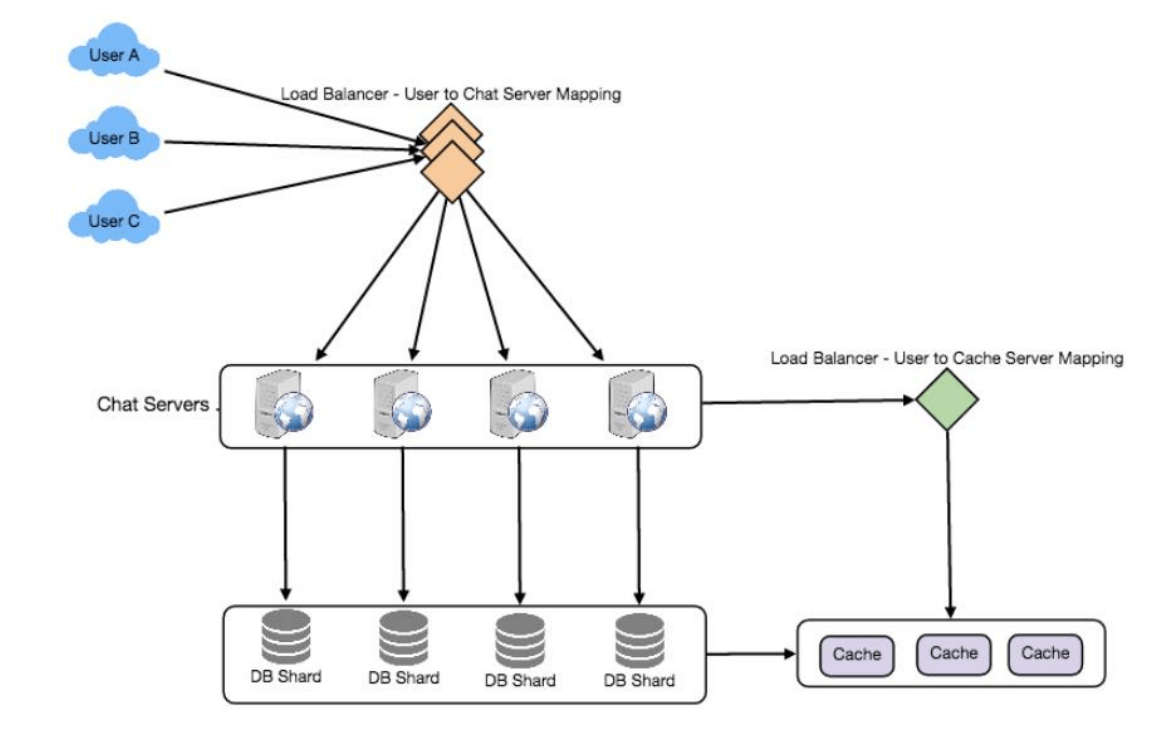 User A
Load Balancer - User to Chat Server Mapping
User B
User C
Load Balancer - User to Cache Server Mapping
Chat Servers
DB Shard
DB Shard
DB Shard
DB Shard
Cache
Cache
Cache